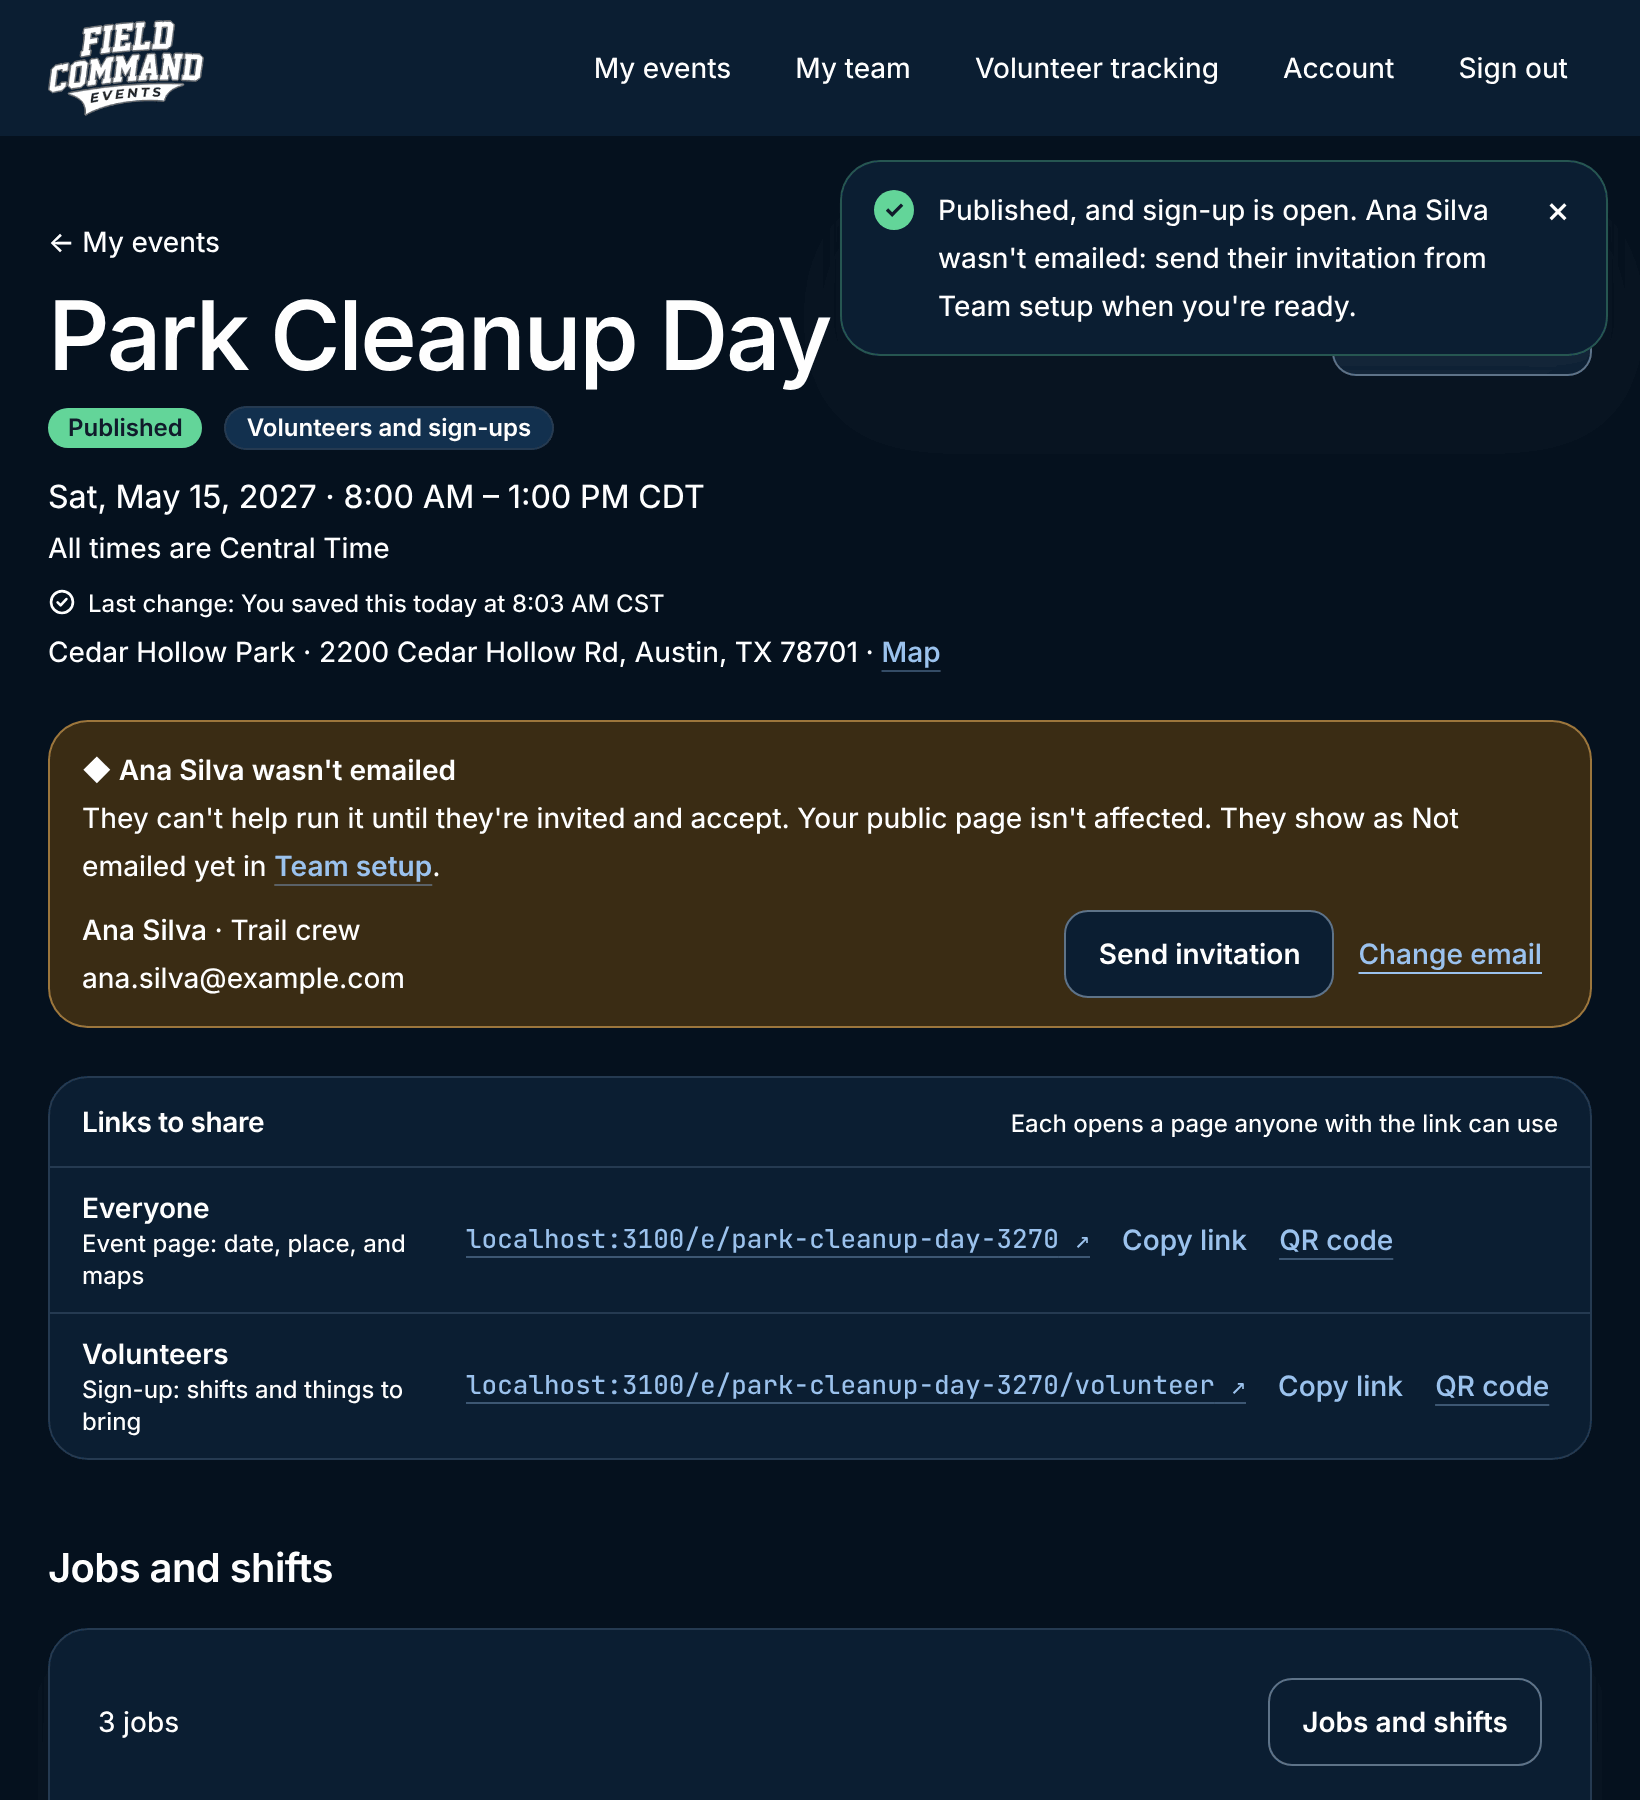 FIELD
COMMAND
EVENTS
My events
My team
Volunteer tracking
Account
Sign out
Published, and sign-up is open. Ana Silva
wasn't emailed: send their invitation from
Team setup when you're ready.
← My events
Park Cleanup Day
Published
Volunteers and sign-ups
Sat, May 15, 2027 · 8:00 AM – 1:00 PM CDT
All times are Central Time
Last change: You saved this today at 8:03 AM CST
Cedar Hollow Park · 2200 Cedar Hollow Rd, Austin, TX 78701 · Map
◆ Ana Silva wasn't emailed
They can't help run it until they're invited and accept. Your public page isn't affected. They show as Not
emailed yet in Team setup.
Ana Silva · Trail crew
ana.silva@example.com
Send invitation
Change email
Links to share
Each opens a page anyone with the link can use
Everyone
Event page: date, place, and
maps
localhost:3100/e/park-cleanup-day-3270 ↗
Copy link
QR code
Volunteers
Sign-up: shifts and things to
bring
localhost:3100/e/park-cleanup-day-3270/volunteer ↗
Copy link
QR code
Jobs and shifts
3 jobs
Jobs and shifts